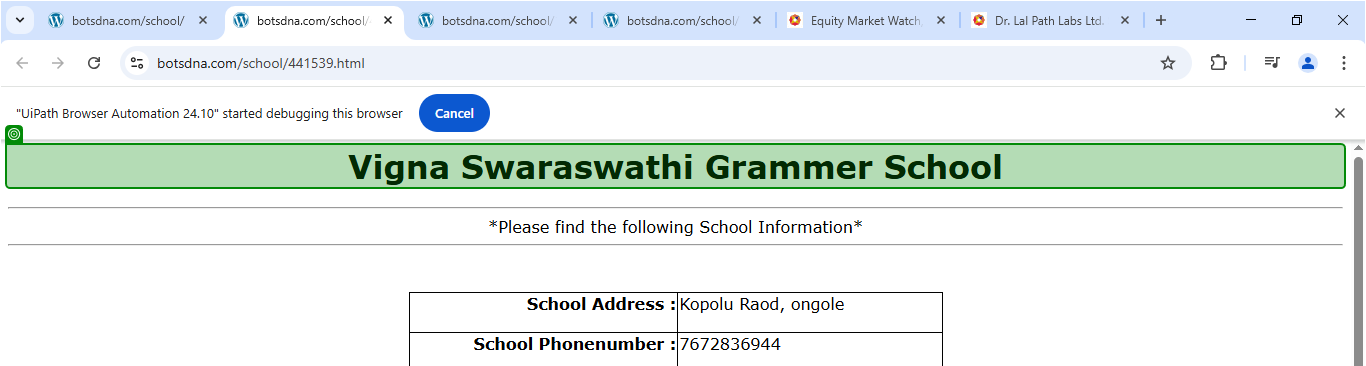 botsdna.com/school/
botsdna.com/school/
botsdna.com/school/
botsdna.com/school/
Equity Market Watch,
Dr. Lal Path Labs Ltd.
botsdna.com/school/441539.html
"UiPath Browser Automation 24.10" started debugging this browser
Cancel
Vigna Swaraswathi Grammer School
*Please find the following School Information*
School Address : Kopolu Raod, ongole
School Phonenumber : 7672836944